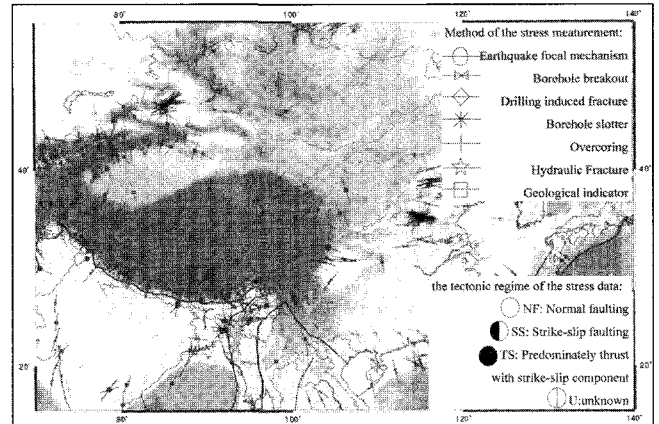 80° 100° 120° 140°
Method of the stress meaturement:
Earthquake focal mechanism
Borehole breakout
Drilling induced fracture
Borehole slotter
Overcoring
Hydraulic Fracture
Geological indicator
40° 40°
the tectonic regime of the stress data:
NF: Normal faulting
SS: Strike-slip faulting
TS: Predominately thrust
with strike-slip component
U:unknown
20° 20°
80° 100° 120° 140°